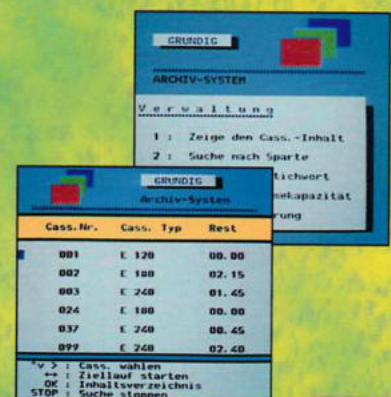 GRUNDIG
ARCHIV-SYSTEM
Verwaltung
1 : Zeige den Cass.-Inhalt
2 : Suche nach Sparte
tichwort
sekapazität
rung
GRUNDIG
Archiv-System
Cass.Nr. Cass. Typ Rest
001 E 120 00.00
002 E 180 02.15
003 E 240 01.45
024 E 180 00.00
037 E 240 00.45
099 E 240 02.40
^v > : Cass. wählen
↔ : Ziellauf starten
OK : Inhaltsverzeichnis
STOP : Suche stoppen